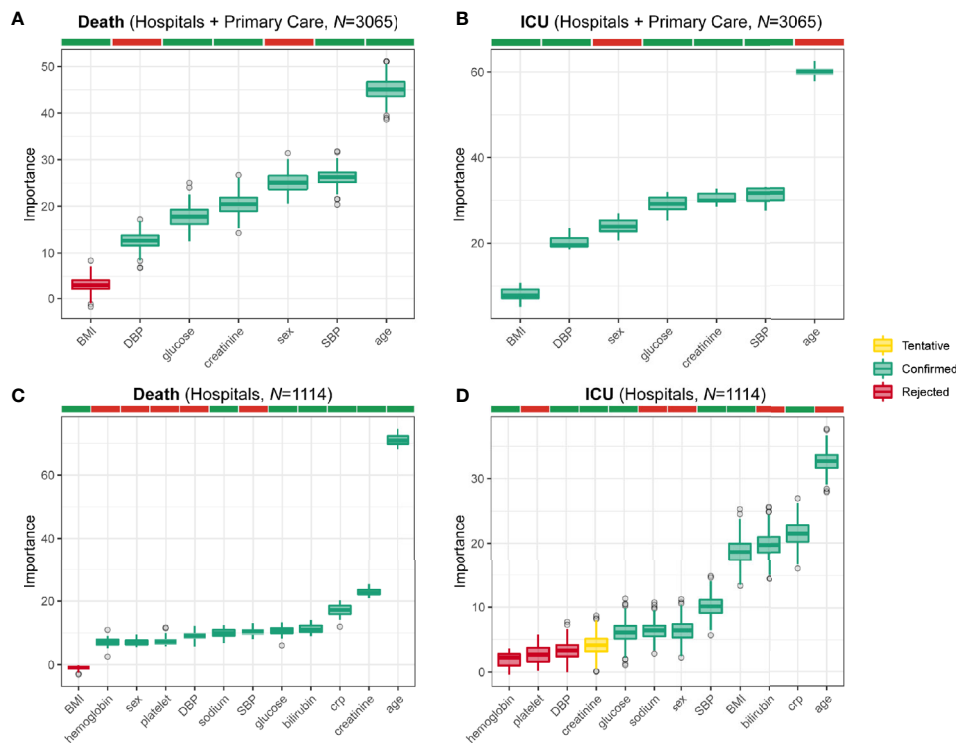 A
Death (Hospitals + Primary Care, N=3065)
Importance
50
40
30
20
10
0
BMI
DBP
glucose
creatinine
sex
SBP
age
B
ICU (Hospitals + Primary Care, N=3065)
Importance
60
40
20
BMI
DBP
sex
glucose
creatinine
SBP
age
Tentative
Confirmed
Rejected
C
Death (Hospitals, N=1114)
Importance
60
40
20
0
BMI
hemoglobin
sex
platelet
DBP
sodium
SBP
glucose
bilirubin
crp
creatinine
age
D
ICU (Hospitals, N=1114)
Importance
30
20
10
0
hemoglobin
platelet
DBP
creatinine
glucose
sodium
sex
SBP
BMI
bilirubin
crp
age